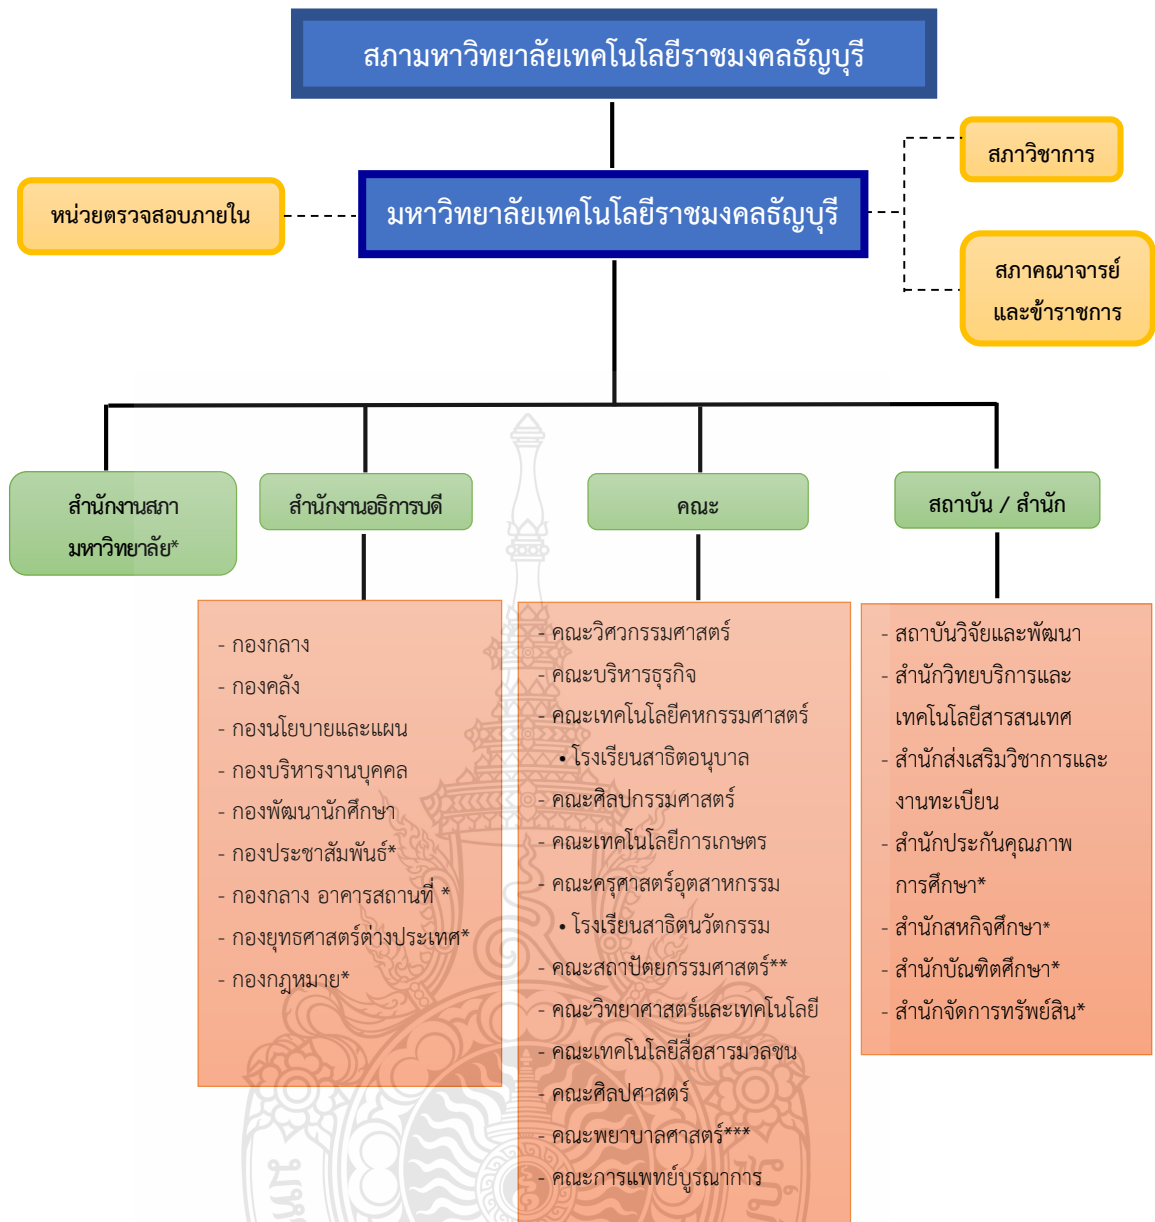 สภามหาวิทยาลัยเทคโนโลยีราชมงคลธัญบุรี
สภาวิชาการ
หน่วยตรวจสอบภายใน
มหาวิทยาลัยเทคโนโลยีราชมงคลธัญบุรี
สภาคณาจารย์
และข้าราชการ
สำนักงานสภา
มหาวิทยาลัย*
สำนักงานอธิการบดี
คณะ
สถาบัน / สำนัก
- กองกลาง
- กองคลัง
- กองนโยบายและแผน
- กองบริหารงานบุคคล
- กองพัฒนานักศึกษา
- กองประชาสัมพันธ์*
- กองกลาง อาคารสถานที่ *
- กองยุทธศาสตร์ต่างประเทศ*
- กองกฎหมาย*
- คณะวิศวกรรมศาสตร์
- คณะบริหารธุรกิจ
- คณะเทคโนโลยีคหกรรมศาสตร์
• โรงเรียนสาธิตอนุบาล
- คณะศิลปกรรมศาสตร์
- คณะเทคโนโลยีการเกษตร
- คณะครุศาสตร์อุตสาหกรรม
• โรงเรียนสาธิตนวัตกรรม
- คณะสถาปัตยกรรมศาสตร์**
- คณะวิทยาศาสตร์และเทคโนโลยี
- คณะเทคโนโลยีสื่อสารมวลชน
- คณะศิลปศาสตร์
- คณะพยาบาลศาสตร์***
- คณะการแพทย์บูรณาการ
- สถาบันวิจัยและพัฒนา
- สำนักวิทยบริการและ
เทคโนโลยีสารสนเทศ
- สำนักส่งเสริมวิชาการและ
งานทะเบียน
- สำนักประกันคุณภาพ
การศึกษา*
- สำนักสหกิจศึกษา*
- สำนักบัณฑิตศึกษา*
- สำนักจัดการทรัพย์สิน*